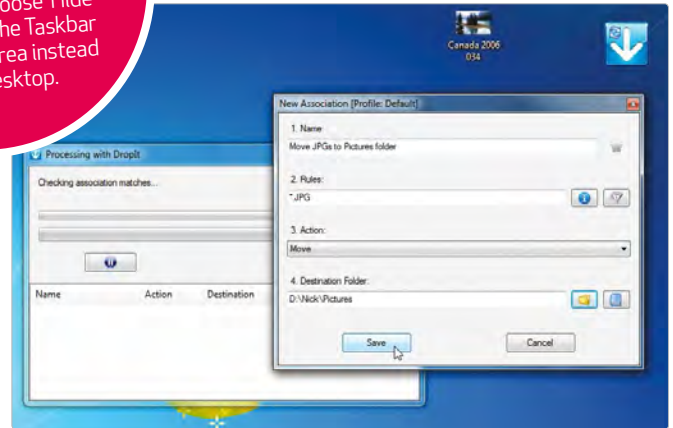 oose 'Hide
he Taskbar
rea instead
esktop.
Canada 2006
034
New Association [Profile: Default]
1. Name
Move JPGs to Pictures folder
2. Rules:
*.JPG
3. Action:
Move
4. Destination Folder:
D:\Nick\Pictures
Save
Cancel
Processing with DropIt
Checking association matches...
Name
Action
Destination